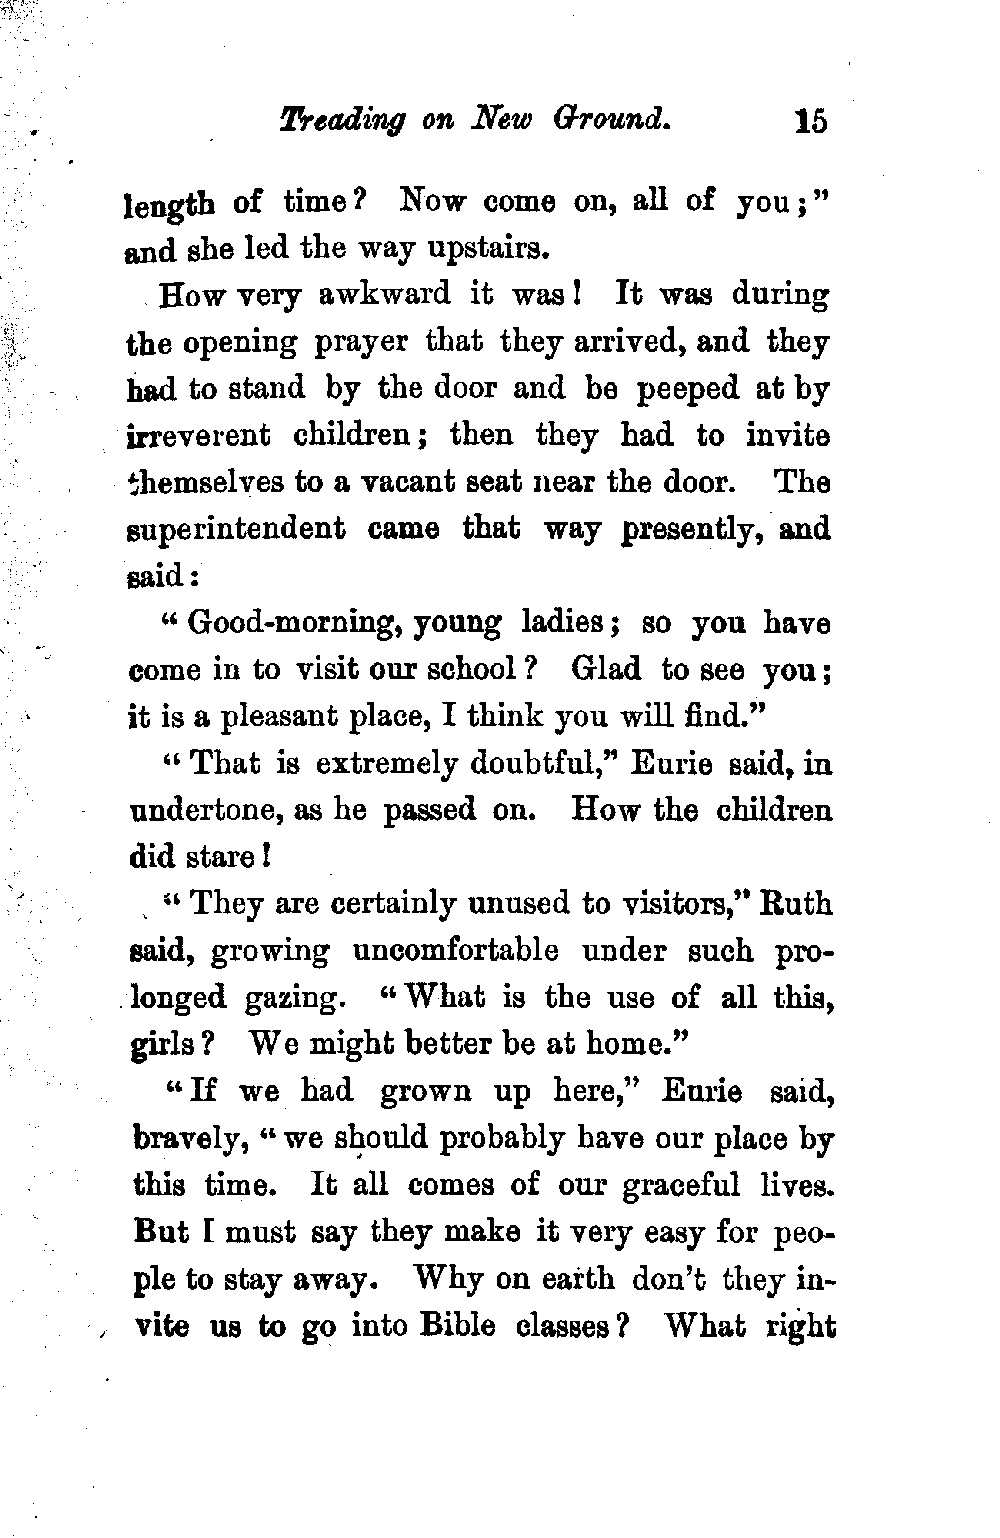 Treading on New Ground. 15
length of time? Now come on, all of you;"
and she led the way upstairs.
How very awkward it was! It was during
the opening prayer that they arrived, and they
had to stand by the door and be peeped at by
irreverent children; then they had to invite
themselves to a vacant seat near the door. The
superintendent came that way presently, and
said:
"Good-morning, young ladies; so you have
come in to visit our school? Glad to see you;
it is a pleasant place, I think you will find."
"That is extremely doubtful," Eurie said, in
undertone, as he passed on. How the children
did stare!
"They are certainly unused to visitors," Ruth
said, growing uncomfortable under such pro-
longed gazing. "What is the use of all this,
girls? We might better be at home."
"If we had grown up here," Eurie said,
bravely, "we should probably have our place by
this time. It all comes of our graceful lives.
But I must say they make it very easy for peo-
ple to stay away. Why on earth don't they in-
vite us to go into Bible classes? What right